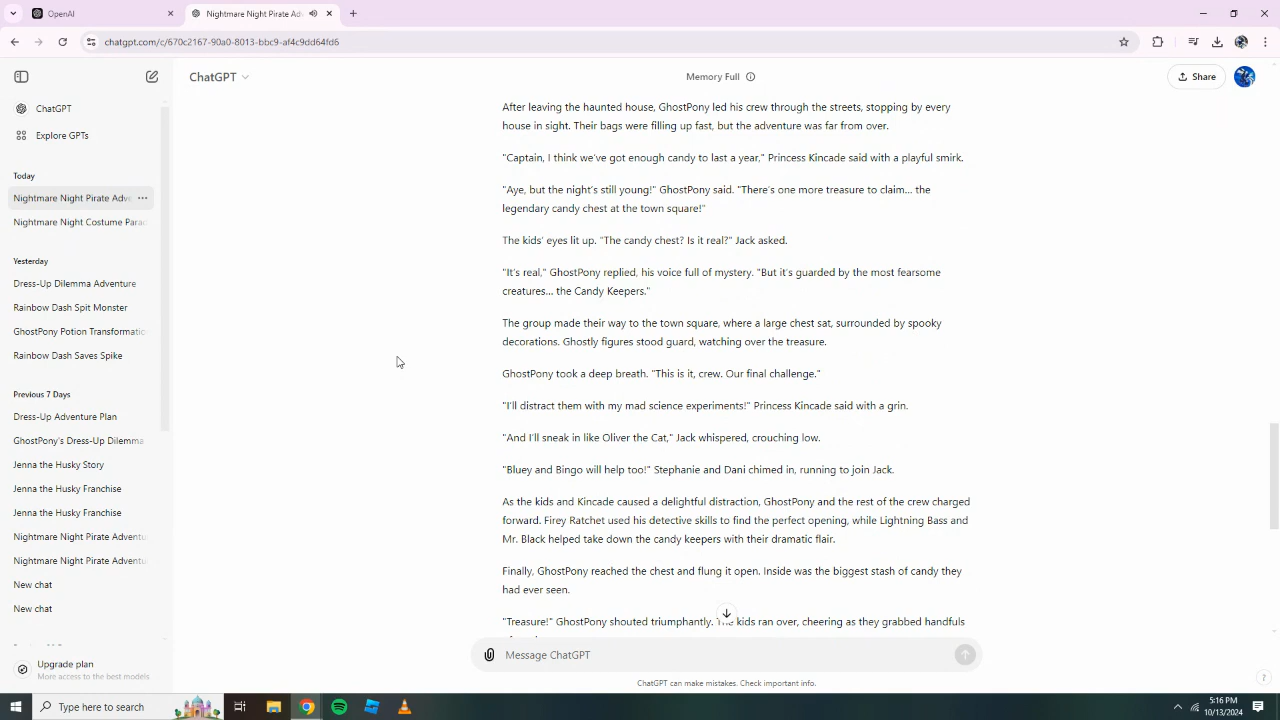 OpenAI
Nightmare Night Pirate Adv
chatgpt.com/c/670c2167-90a0-8013-bbc9-af4c9dd64fd6
ChatGPT
Memory Full
Share
ChatGPT
Explore GPTs
Today
Nightmare Night Pirate Adve
Nightmare Night Costume Parac
Yesterday
Dress-Up Dilemma Adventure
Rainbow Dash Spit Monster
GhostPony Potion Transformatio
Rainbow Dash Saves Spike
Previous 7 Days
Dress-Up Adventure Plan
GhostPony's Dress-Up Dilemma
Jenna the Husky Story
Jenna the Husky Franchise
Jenna the Husky Franchise
Nightmare Night Pirate Adventu
Nightmare Night Pirate Adventu
New chat
New chat
Upgrade plan
More access to the best models
After leaving the haunted house, GhostPony led his crew through the streets, stopping by every
house in sight. Their bags were filling up fast, but the adventure was far from over.
"Captain, I think we've got enough candy to last a year," Princess Kincade said with a playful smirk.
"Aye, but the night's still young!" GhostPony said. "There's one more treasure to claim... the
legendary candy chest at the town square!"
The kids' eyes lit up. "The candy chest? Is it real?" Jack asked.
"It's real," GhostPony replied, his voice full of mystery. "But it's guarded by the most fearsome
creatures... the Candy Keepers."
The group made their way to the town square, where a large chest sat, surrounded by spooky
decorations. Ghostly figures stood guard, watching over the treasure.
GhostPony took a deep breath. "This is it, crew. Our final challenge."
"I'll distract them with my mad science experiments!" Princess Kincade said with a grin.
"And I'll sneak in like Oliver the Cat," Jack whispered, crouching low.
"Bluey and Bingo will help too!" Stephanie and Dani chimed in, running to join Jack.
As the kids and Kincade caused a delightful distraction, GhostPony and the rest of the crew charged
forward. Firey Ratchet used his detective skills to find the perfect opening, while Lightning Bass and
Mr. Black helped take down the candy keepers with their dramatic flair.
Finally, GhostPony reached the chest and flung it open. Inside was the biggest stash of candy they
had ever seen.
"Treasure!" GhostPony shouted triumphantly. The kids ran over, cheering as they grabbed handfuls
Message ChatGPT
ChatGPT can make mistakes. Check important info.
?
Type here to search
5:16 PM
10/13/2024